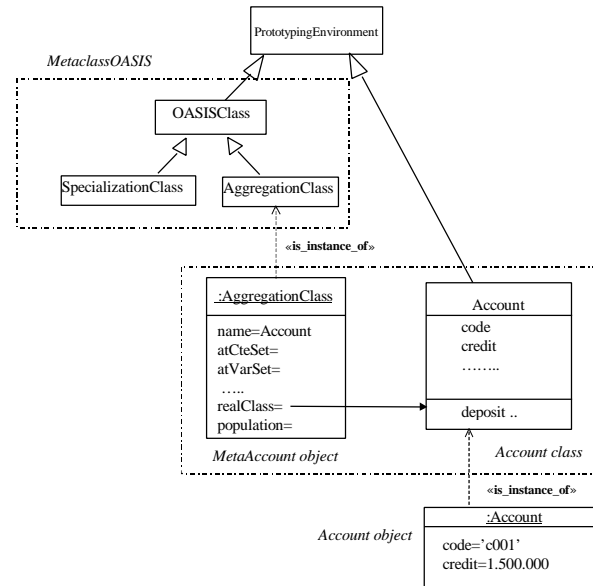 PrototypingEnvironment
MetaclassOASIS
OASISClass
SpecializationClass
AggregationClass
«is_instance_of»
:AggregationClass
name=Account
atCteSet=
atVarSet=
…..
realClass=
population=
MetaAccount object
Account
code
credit
……..
deposit ..
Account class
«is_instance_of»
Account object
:Account
code='c001’
credit=1.500.000